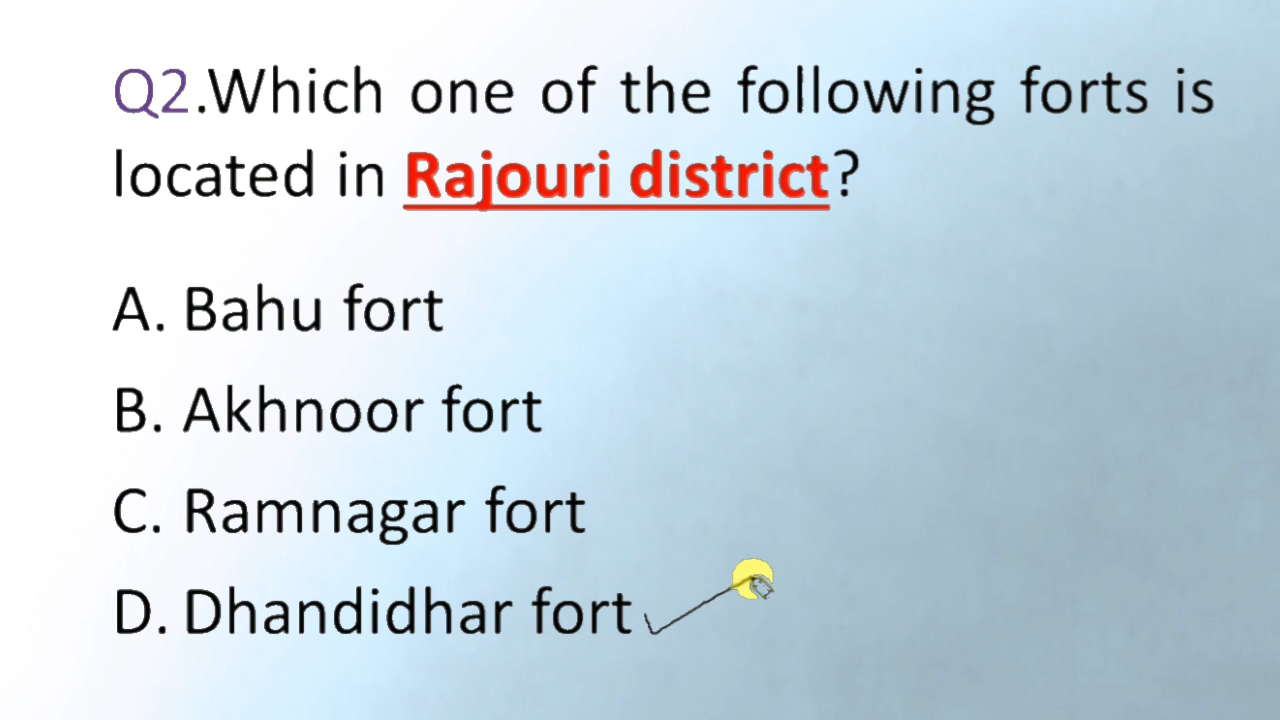 Q2.Which one of the following forts is
located in Rajouri district?
A. Bahu fort
B. Akhnoor fort
C. Ramnagar fort
D. Dhandidhar fort